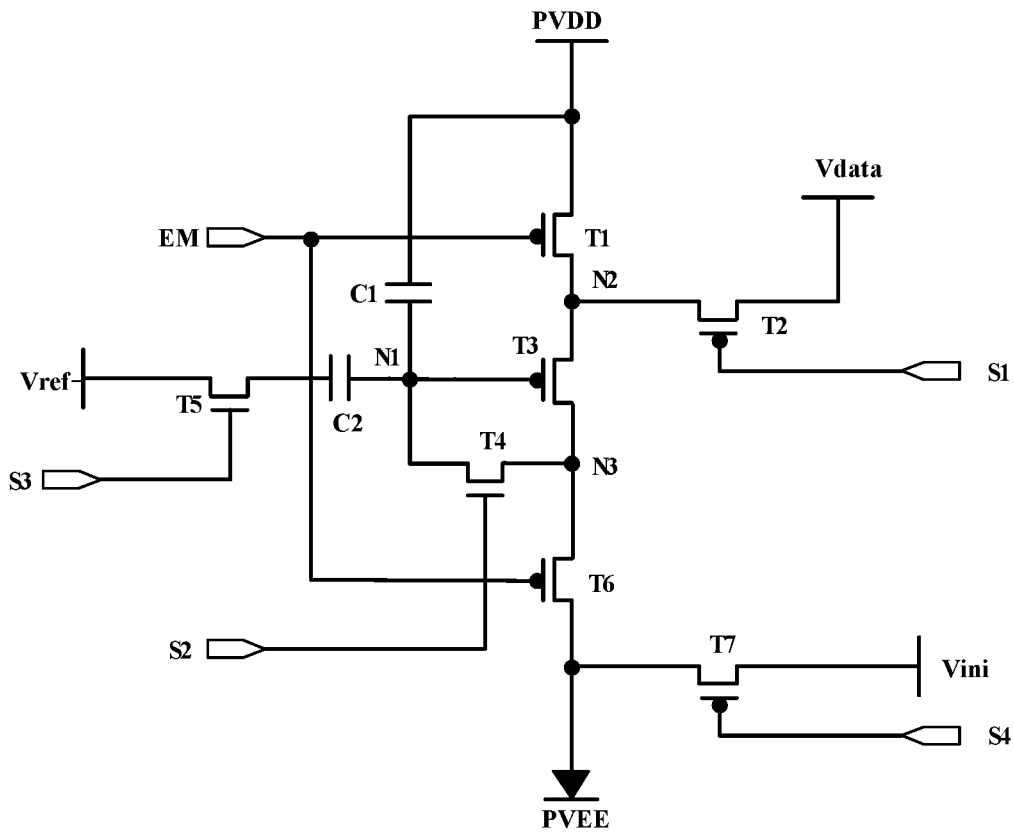 PVDD
Vdata
EM
T1
N2
C1
T2
T3
N1
Vref
S1
T5
C2
T4
N3
S3
T6
S2
T7
Vini
S4
PVEE